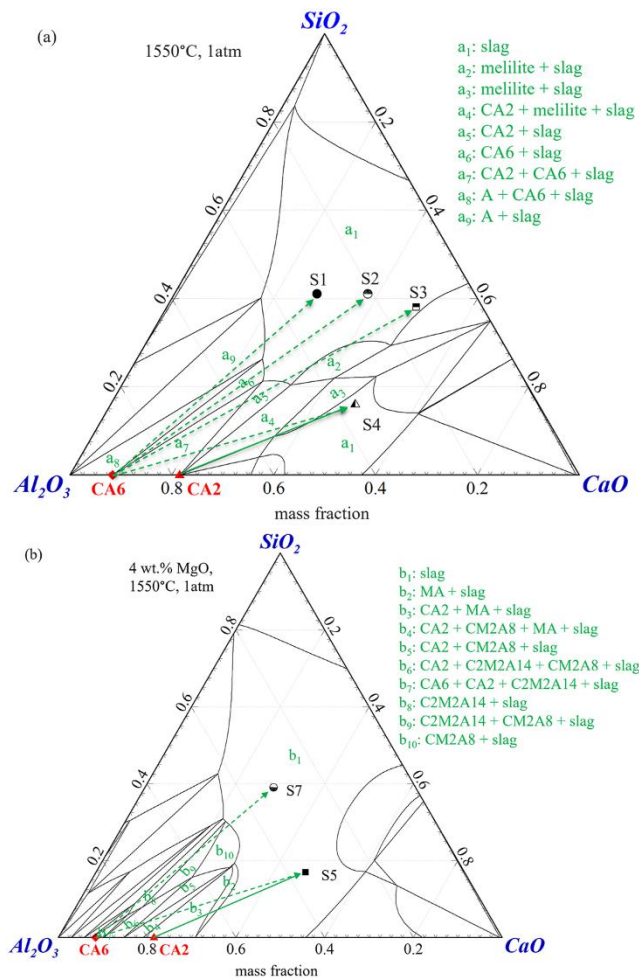 (a)
1550°C, 1atm
SiO2
a1: slag
a2: melilite + slag
a3: melilite + slag
a4: CA2 + melilite + slag
a5: CA2 + slag
a6: CA6 + slag
a7: CA2 + CA6 + slag
a8: A + CA6 + slag
a9: A + slag
0.8
0.2
0.6
0.4
a1
S1
S2
S3
0.4
0.6
a9
a2
a6
0.2
a5
a3
0.8
a4
S4
a7
a1
a8
Al2O3
CA6
0.8
CA2
0.6
0.4
0.2
CaO
mass fraction
(b)
4 wt.% MgO,
1550°C, 1atm
SiO2
b1: slag
b2: MA + slag
b3: CA2 + MA + slag
b4: CA2 + CM2A8 + MA + slag
b5: CA2 + CM2A8 + slag
b6: CA2 + C2M2A14 + CM2A8 + slag
b7: CA6 + CA2 + C2M2A14 + slag
b8: C2M2A14 + slag
b9: C2M2A14 + CM2A8 + slag
b10: CM2A8 + slag
0.8
0.2
0.6
0.4
b1
0.4
S7
0.6
0.2
b9
b10
0.8
b5
b2
S5
b8
b3
b6
b4
Al2O3
CA6
0.8
CA2
0.6
0.4
0.2
CaO
mass fraction